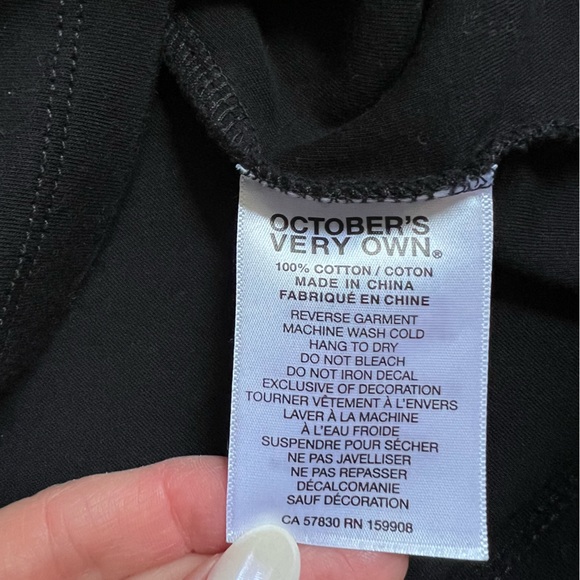 OCTOBER'S
VERY OWN®
100% COTTON / COTON
MADE IN CHINA
FABRIQUÉ EN CHINE
REVERSE GARMENT
MACHINE WASH COLD
HANG TO DRY
DO NOT BLEACH
DO NOT IRON DECAL
EXCLUSIVE OF DECORATION
TOURNER VÊTEMENT À L'ENVERS
LAVER À LA MACHINE
À L'EAU FROIDE
SUSPENDRE POUR SÉCHER
NE PAS JAVELLISER
NE PAS REPASSER
DÉCALCOMANIE
SAUF DÉCORATION
CA 57830 RN 159908